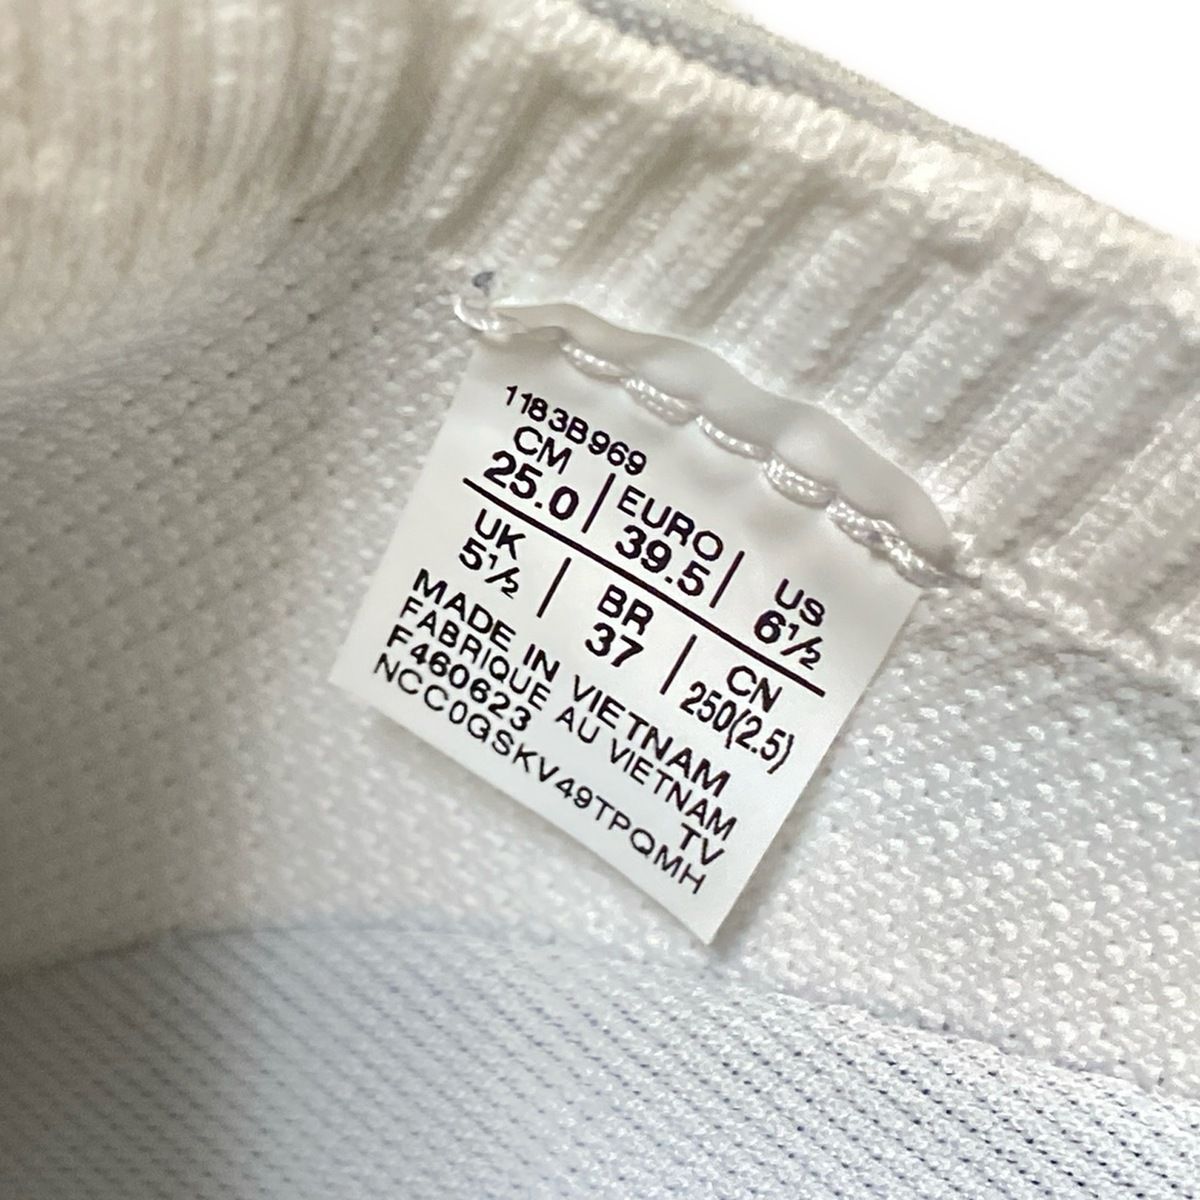 1183B969
CM | EURO | US
25.0 | 39.5 | 6½
UK | BR | CN
5½ | 37 | 250(2.5)
MADE IN VIETNAM
FABRIQUE AU VIETNAM
F460623 TV
NCC0GSKV49TPQMH